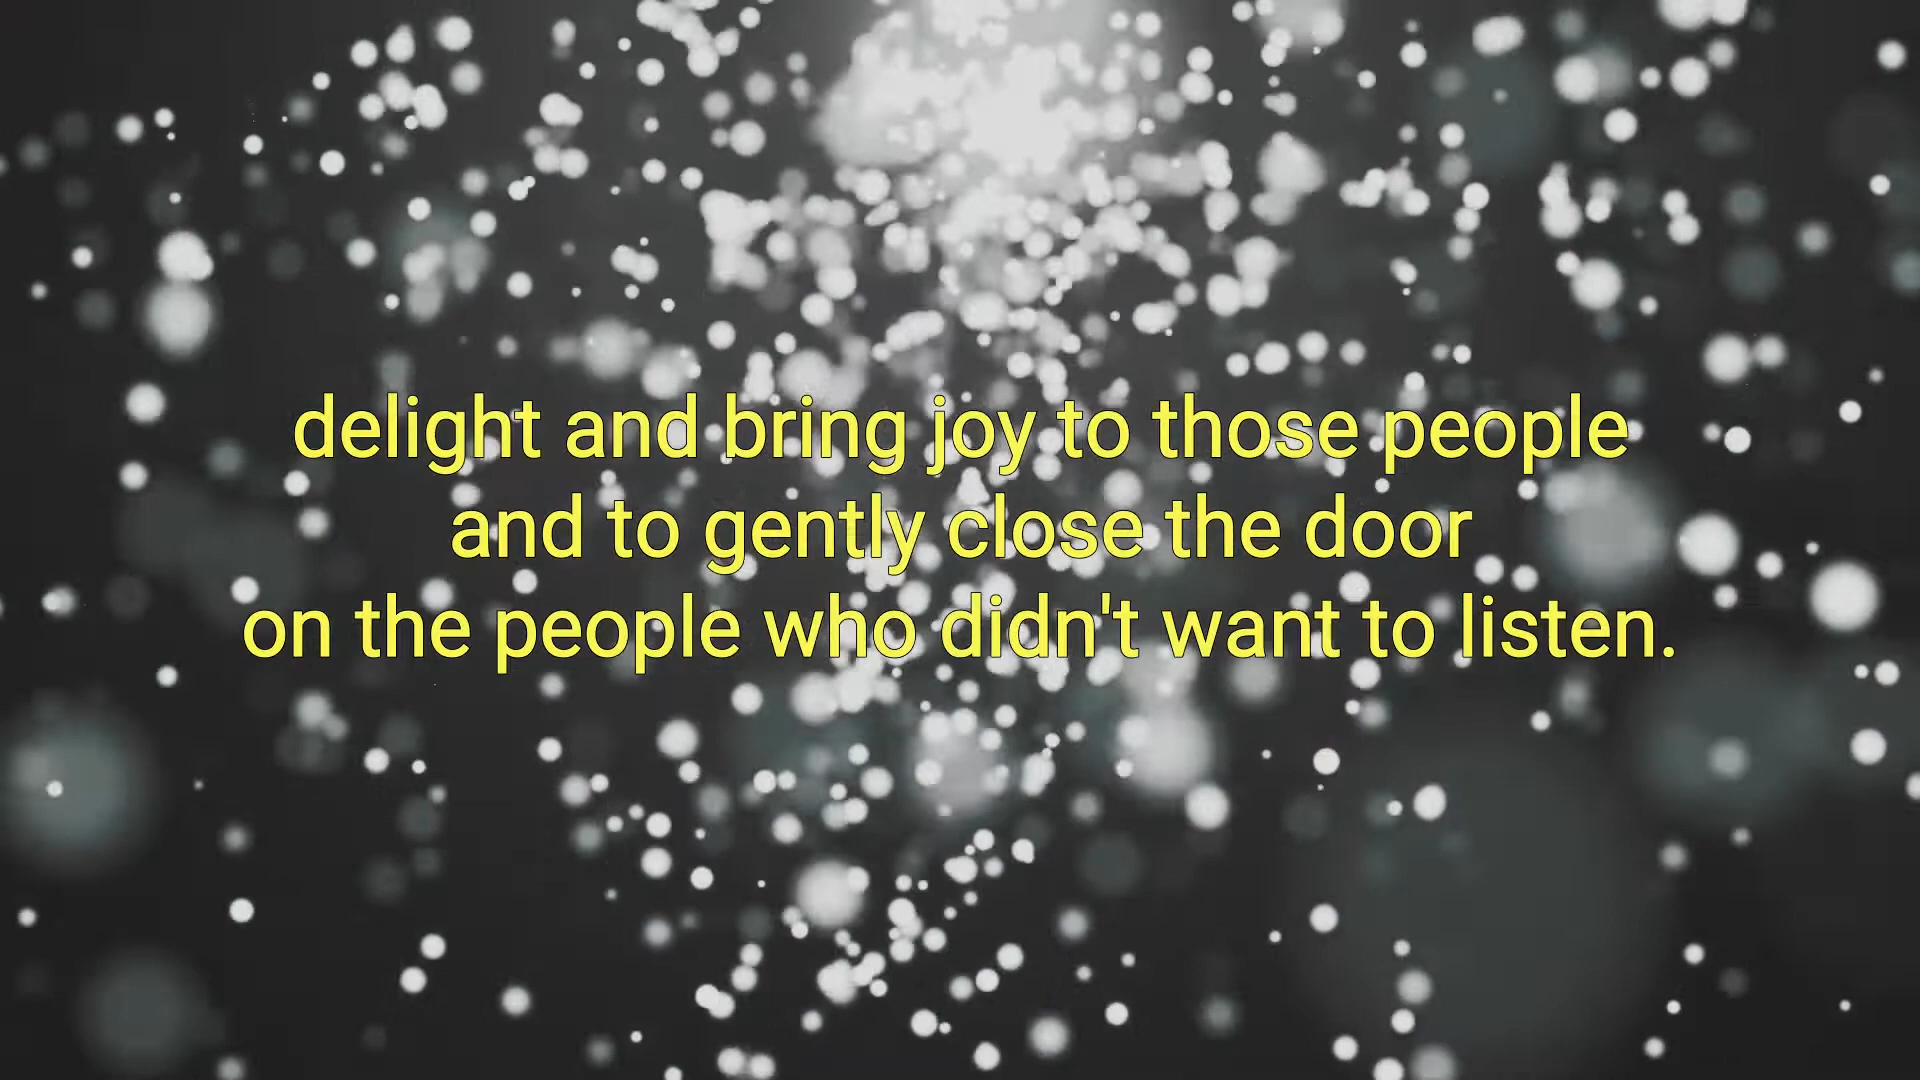 delight and bring joy to those people
and to gently close the door
on the people who didn't want to listen.